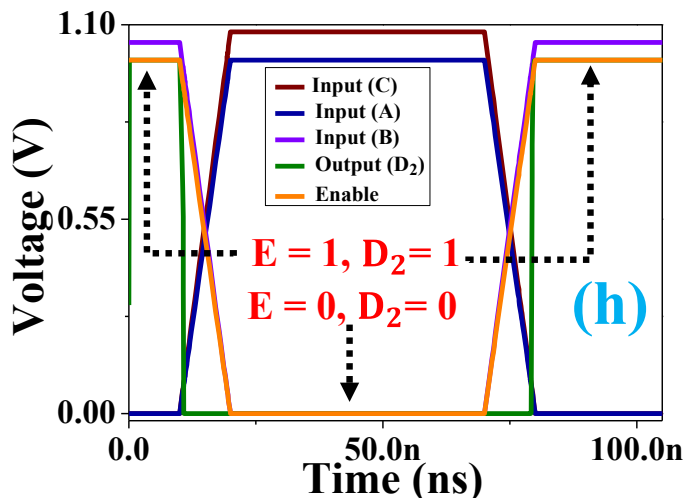 1.10
Input (C)
Input (A)
Input (B)
Output (D₂)
Enable
Voltage (V)
0.55
E = 1, D₂= 1
E = 0, D₂= 0
(h)
0.00
0.0
50.0n
100.0n
Time (ns)